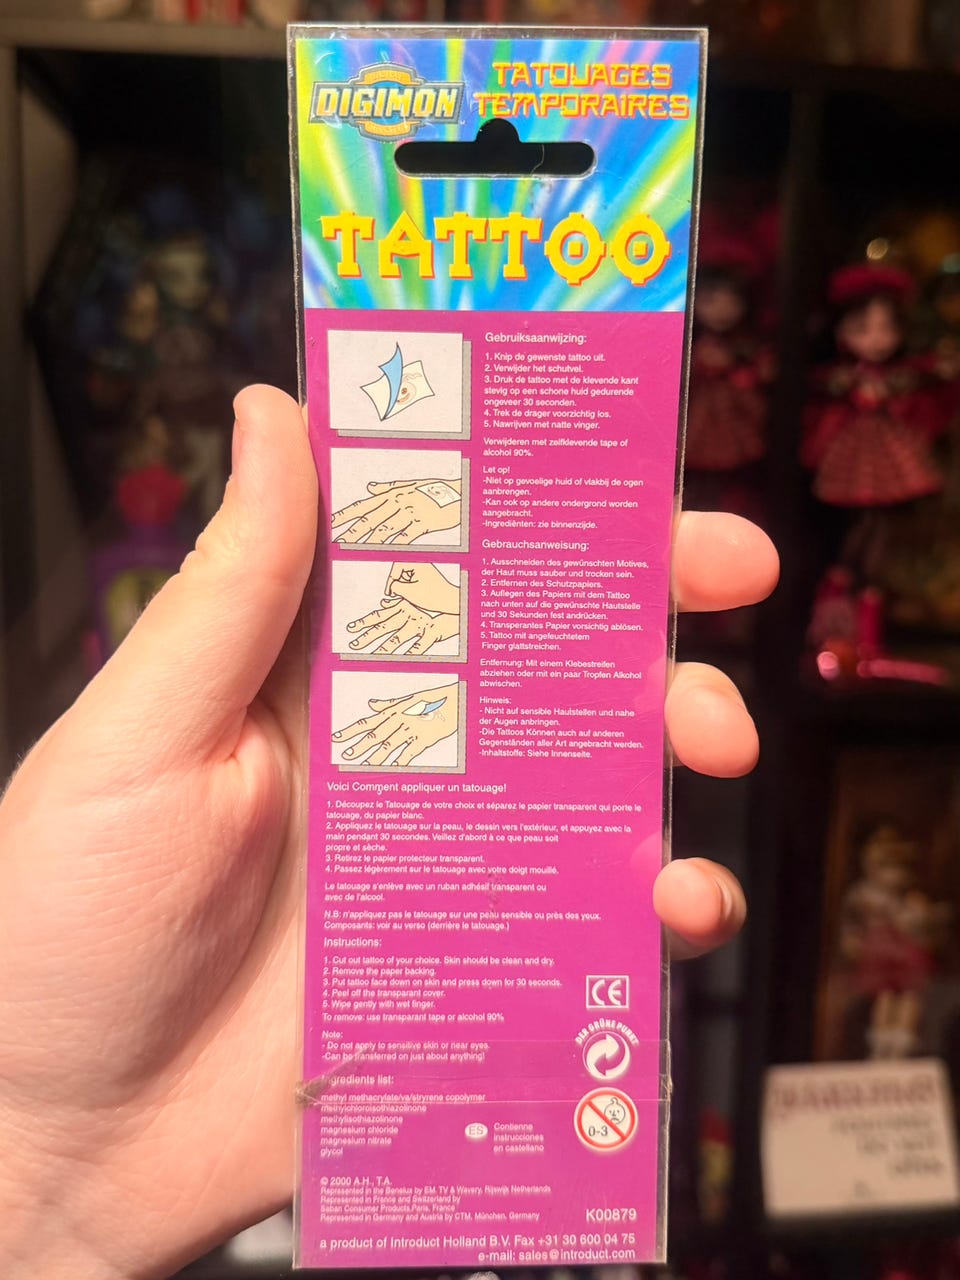 DIGIMON
TATOUAGES
TEMPORAIRES
TATTOO
Gebruiksaanwijzing:
1. Knip de gewenste tattoo uit.
2. Verwijder het schutvel.
3. Druk de tattoo met de klevende kant
stevig op een schone huid gedurende
ongeveer 30 seconden.
4. Trek de drager voorzichtig los.
5. Nawrijven met natte vinger.
Verwijderen met zelfklevende tape of
alcohol 90%.
Let op!
-Niet op gevoelige huid of vlakbij de ogen
aanbrengen.
-Kan ook op andere ondergrond worden
aangebracht.
-Ingrediënten: zie binnenzijde.
Gebrauchsanweisung:
1. Ausschneiden des gewünschten Motives,
der Haut muss sauber und trocken sein.
2. Entfernen des Schutzpapiers.
3. Auflegen des Papiers mit dem Tattoo
nach unten auf die gewünschte Hautstelle
und 30 Sekunden fest andrücken.
4. Transperantes Papier vorsichtig ablösen.
5. Tattoo mit angefeuchtetem
Finger glattstreichen.
Entfernung: Mit einem Klebestreifen
abziehen oder mit ein paar Tropfen Alkohol
abwischen.
Hinweis:
- Nicht auf sensible Hautstellen und nahe
der Augen anbringen.
-Die Tattoos Können auch auf anderen
Gegenständen aller Art angebracht werden.
-Inhaltstoffe: Siehe Innenseite.
Voici Comment appliquer un tatouage!
1. Découpez le Tatouage de votre choix et séparez le papier transparent qui porte le
tatouage, du papier blanc.
2. Appliquez le tatouage sur la peau, le dessin vers l'extérieur, et appuyez avec la
main pendant 30 secondes. Veillez d'abord à ce que peau soit
propre et sèche.
3. Retirez le papier protecteur transparent.
4. Passez légèrement sur le tatouage avec votre doigt mouillé.
Le tatouage s'enlève avec un ruban adhésif transparent ou
avec de l'alcool.
N.B: n'appliquez pas le tatouage sur une peau sensible ou près des yeux.
Composants: voir au verso (derrière le tatouage.)
Instructions:
1. Cut out tattoo of your choice. Skin should be clean and dry.
2. Remove the paper backing.
3. Put tattoo face down on skin and press down for 30 seconds.
4. Peel off the transparant cover.
5. Wipe gently with wet finger.
To remove: use transparant tape or alcohol 90%
Note:
- Do not apply to sensitive skin or near eyes.
-Can be transferred on just about anything!
CE
DER GRÜNE PUNKT
0-3
Ingredients list:
methyl methacrylate/va/stryrene copolymer
methylchloroisothiazolinone
methylisothiazolinone
magnesium chloride
magnesium nitrate
glycol
ES
Contienne
instrucciones
en castellano
© 2000 A.H., T.A.
Represented in the Benelux by EM. TV & Wavery, Rijswijk Netherlands
Represented in France and Switzerland by
Saban Consumer Products,Paris, France
Represented in Germany and Austria by CTM, München, Germany
K00879
a product of Introduct Holland B.V. Fax +31 30 600 04 75
e-mail: sales@introduct.com